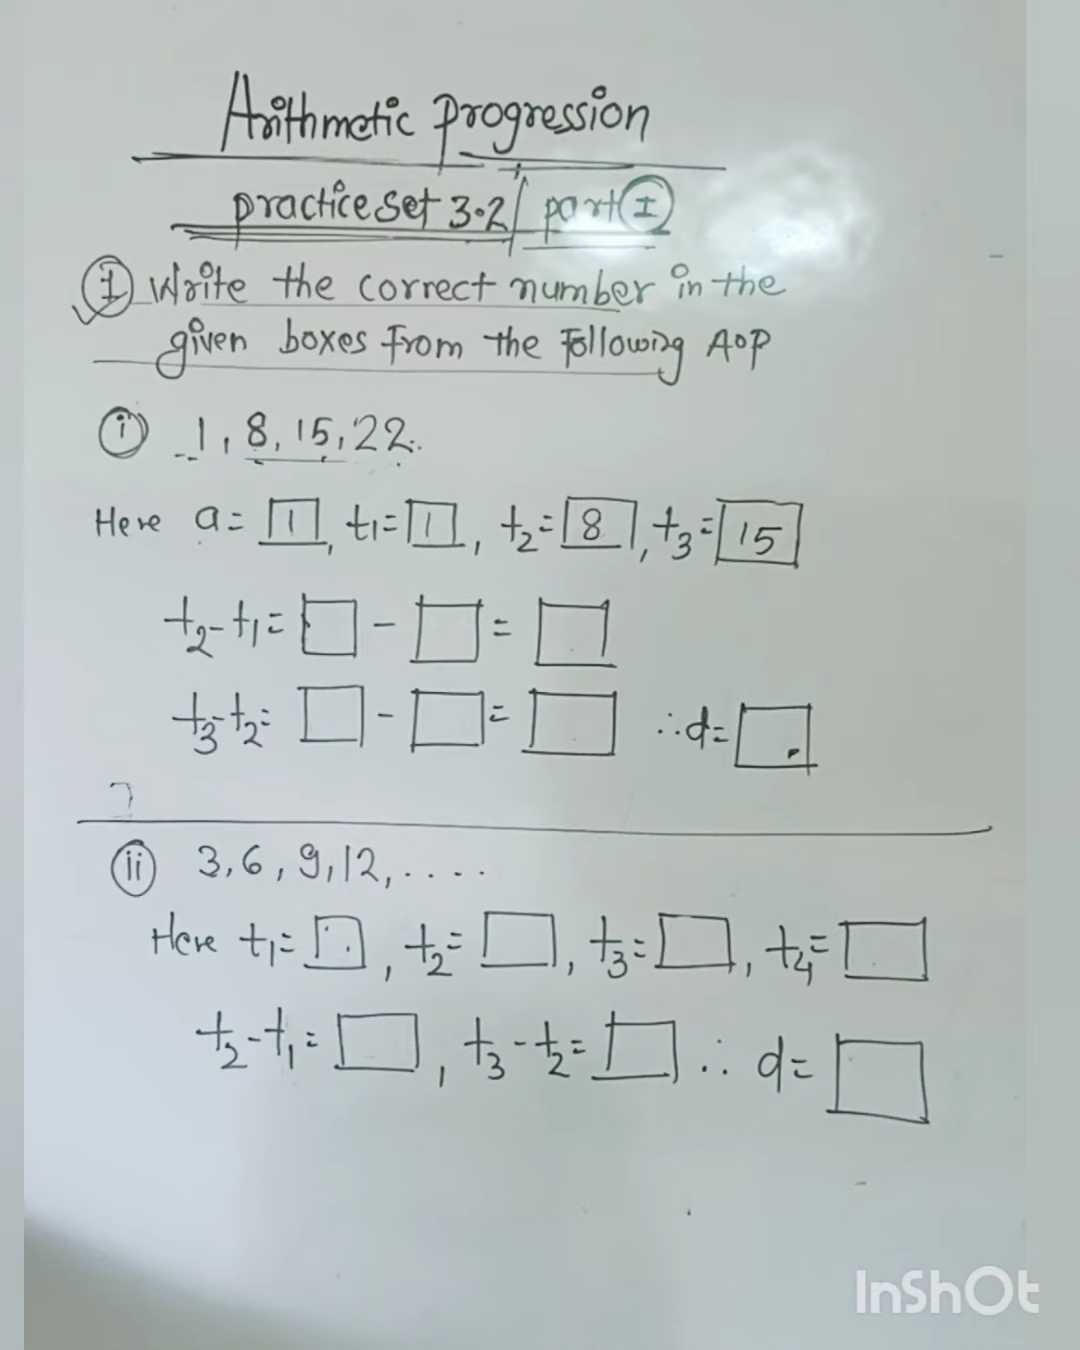 Arithmetic progression
practice set 3.2/ part I
1 Write the correct number in the
given boxes from the following A.P
i 1, 8, 15, 22..
Here a= 1, t1= 1, t2= 8, t3= 15
t2-t1= □ - □ = □
t3-t2= □ - □ = □ ∴d= □
ii 3,6,9,12,....
Here t1= □, t2= □, t3= □, t4= □
t2-t1= □, t3-t2= □ ∴ d= □
InShOt